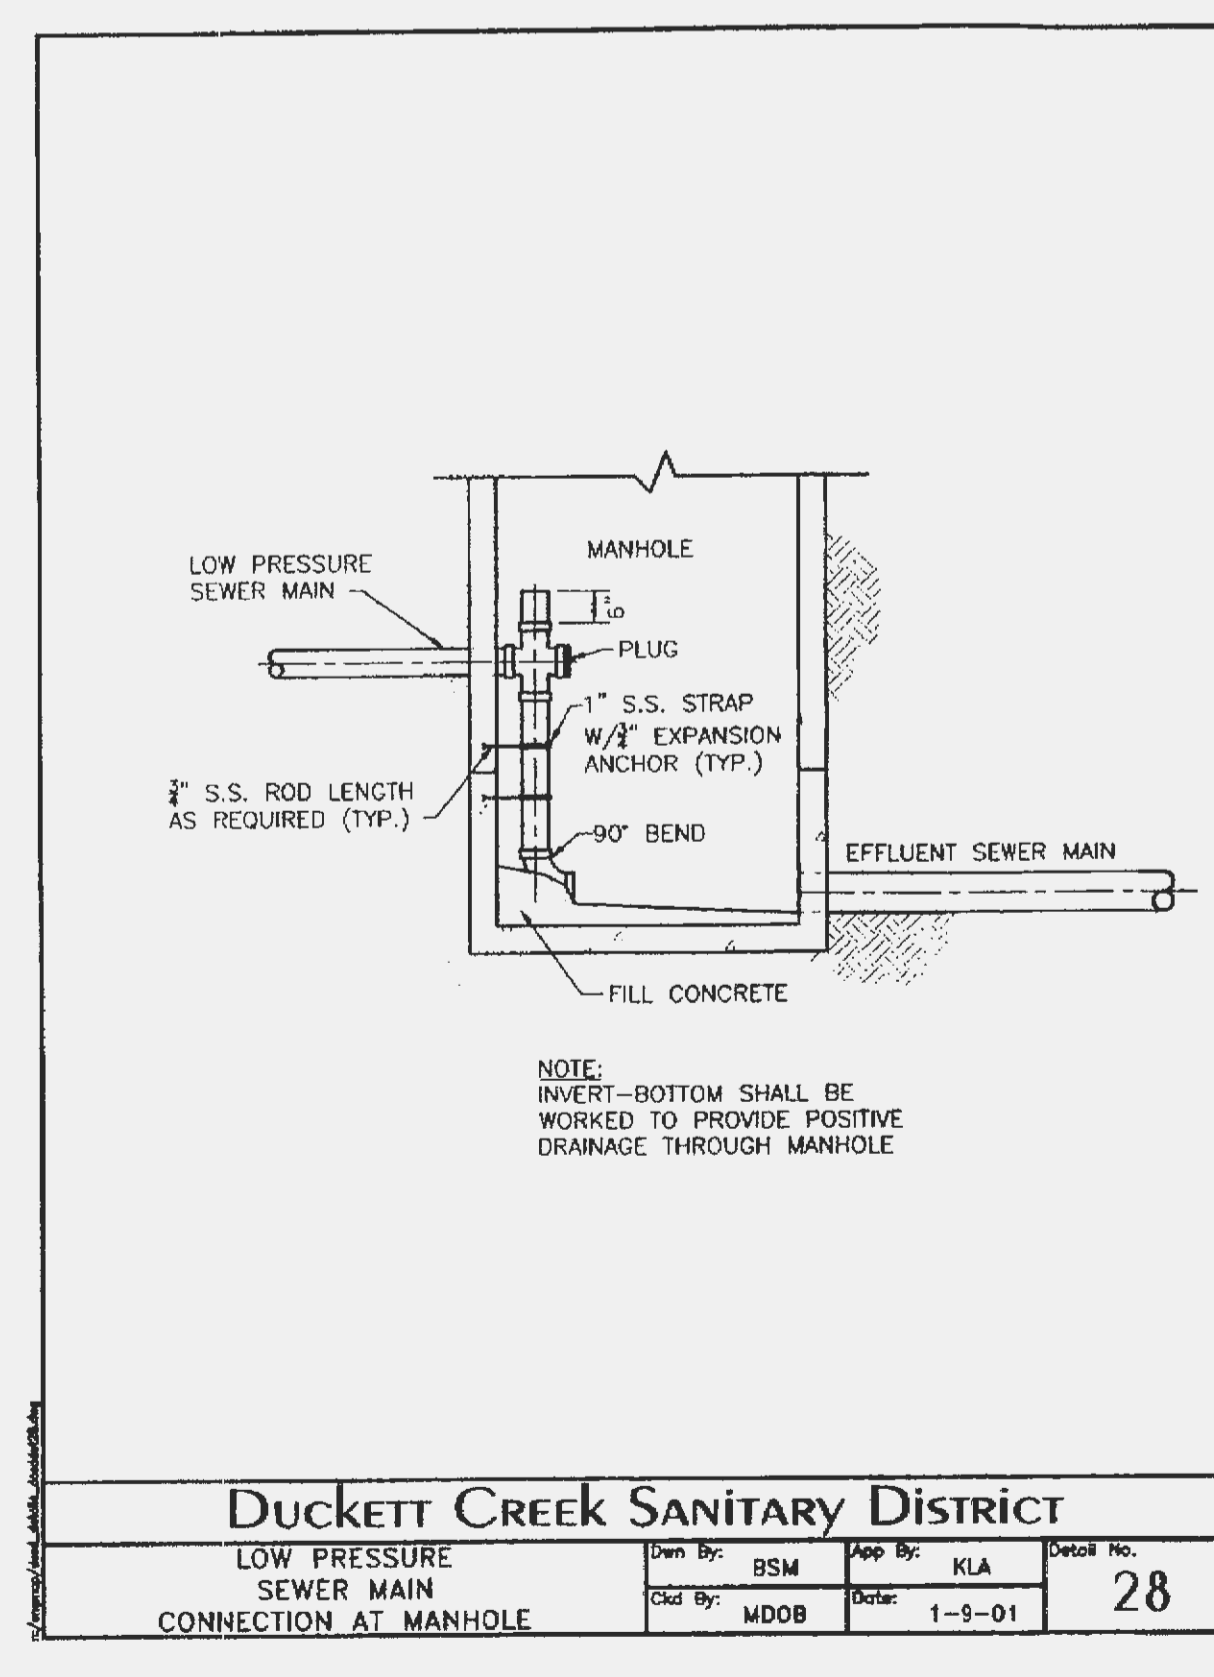 MANHOLE
LOW PRESSURE
SEWER MAIN
6"
PLUG
1" S.S. STRAP
W/¾" EXPANSION
ANCHOR (TYP.)
¾" S.S. ROD LENGTH
AS REQUIRED (TYP.)
90° BEND
EFFLUENT SEWER MAIN
FILL CONCRETE
NOTE:
INVERT-BOTTOM SHALL BE
WORKED TO PROVIDE POSITIVE
DRAINAGE THROUGH MANHOLE
DUCKETT CREEK SANITARY DISTRICT
LOW PRESSURE
SEWER MAIN
CONNECTION AT MANHOLE
Dwn By: BSM
App By: KLA
Ckd By: MDOB
Date: 1-9-01
Detail No.
28